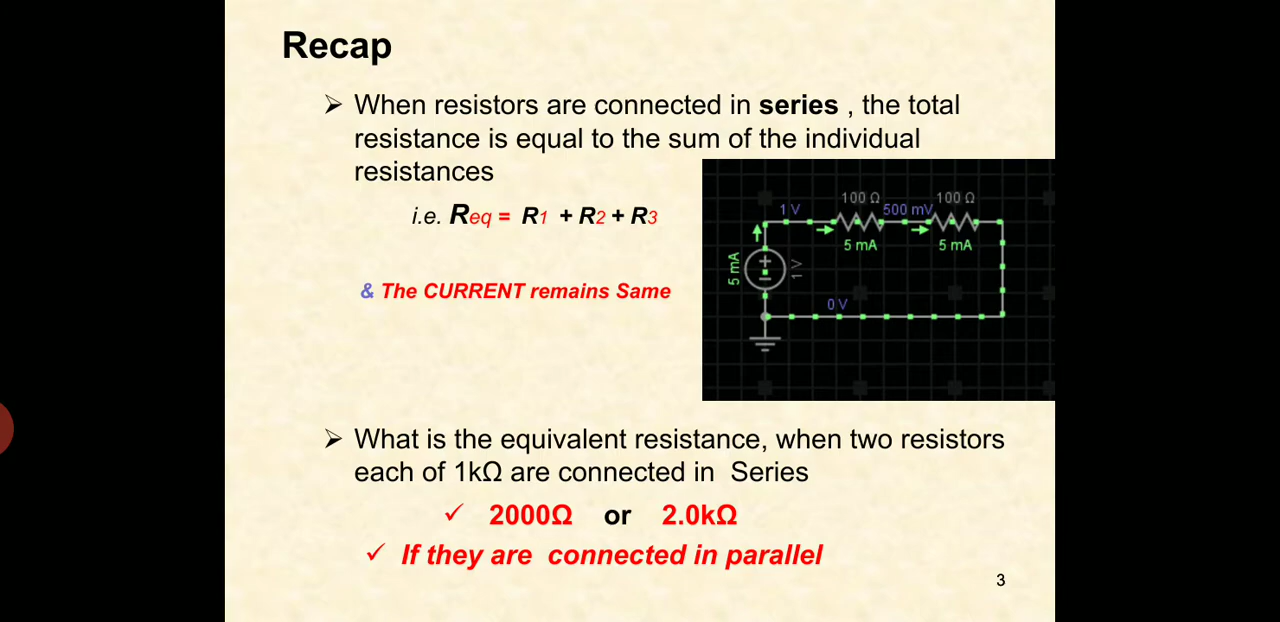 Recap
➢ When resistors are connected in series , the total
resistance is equal to the sum of the individual
resistances
i.e. Req = R1 + R2 + R3
& The CURRENT remains Same
1 V
100 Ω
500 mV
100 Ω
5 mA
5 mA
5 mA
+
1 V
0 V
➢ What is the equivalent resistance, when two resistors
each of 1kΩ are connected in Series
✓ 2000Ω or 2.0kΩ
✓ If they are connected in parallel
3